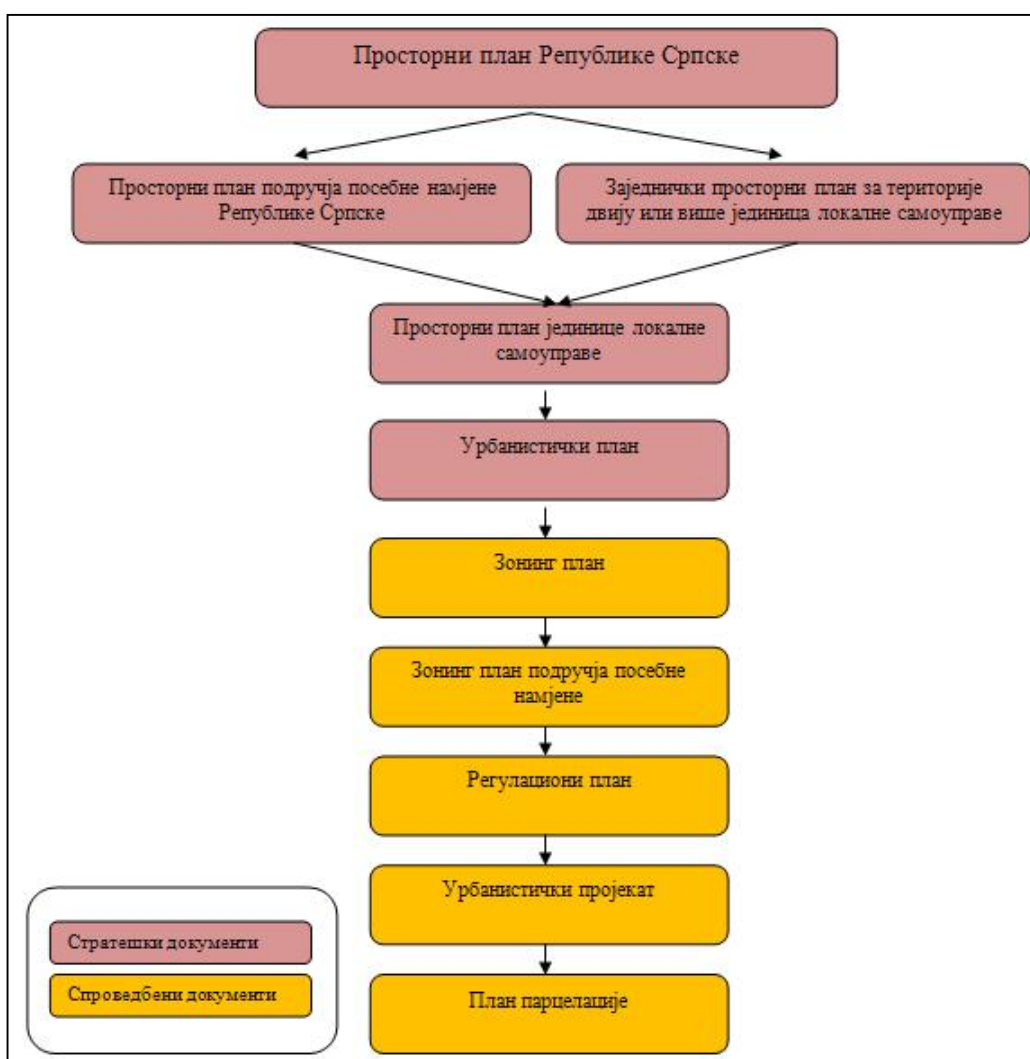 Просторни план Републике Српске
Просторни план подручја посебне намјене
Републике Српске
Заједнички просторни план за територије
двију или више јединица локалне самоуправе
Просторни план јединице локалне
самоуправе
Урбанистички план
Зонинг план
Зонинг план подручја посебне
намјене
Регулациони план
Урбанистички пројекат
План парцелације
Стратешки документи
Спроведбени документи